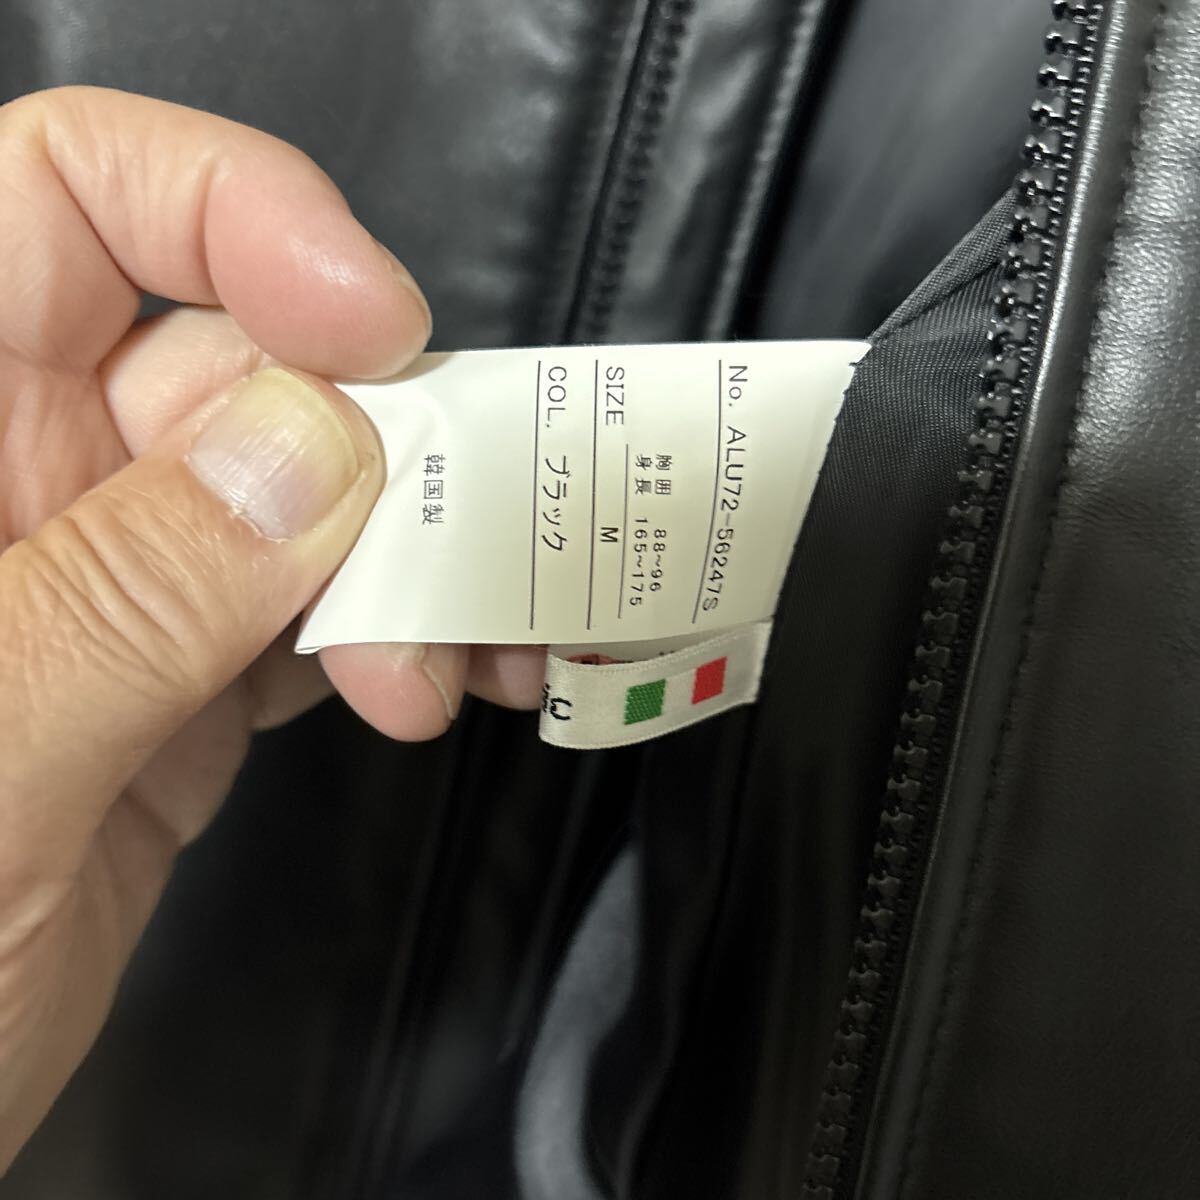 No. ALU72-56247S
胸囲 88~96
身長 165~175
SIZE M
COL. ブラック
韓国製